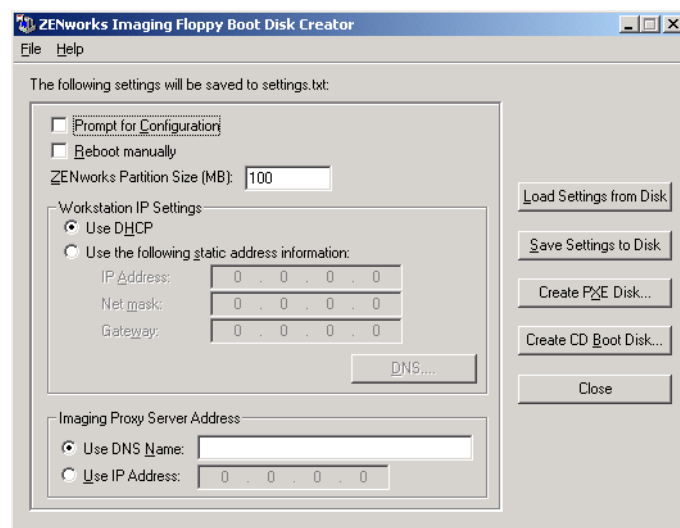 ZENworks Imaging Floppy Boot Disk Creator
File Help
The following settings will be saved to settings.txt:
Prompt for Configuration
Reboot manually
ZENworks Partition Size (MB): 100
Workstation IP Settings
Use DHCP
Use the following static address information:
IP Address: 0 . 0 . 0 . 0
Net mask: 0 . 0 . 0 . 0
Gateway: 0 . 0 . 0 . 0
DNS....
Imaging Proxy Server Address
Use DNS Name:
Use IP Address: 0 . 0 . 0 . 0
Load Settings from Disk
Save Settings to Disk
Create PXE Disk...
Create CD Boot Disk...
Close